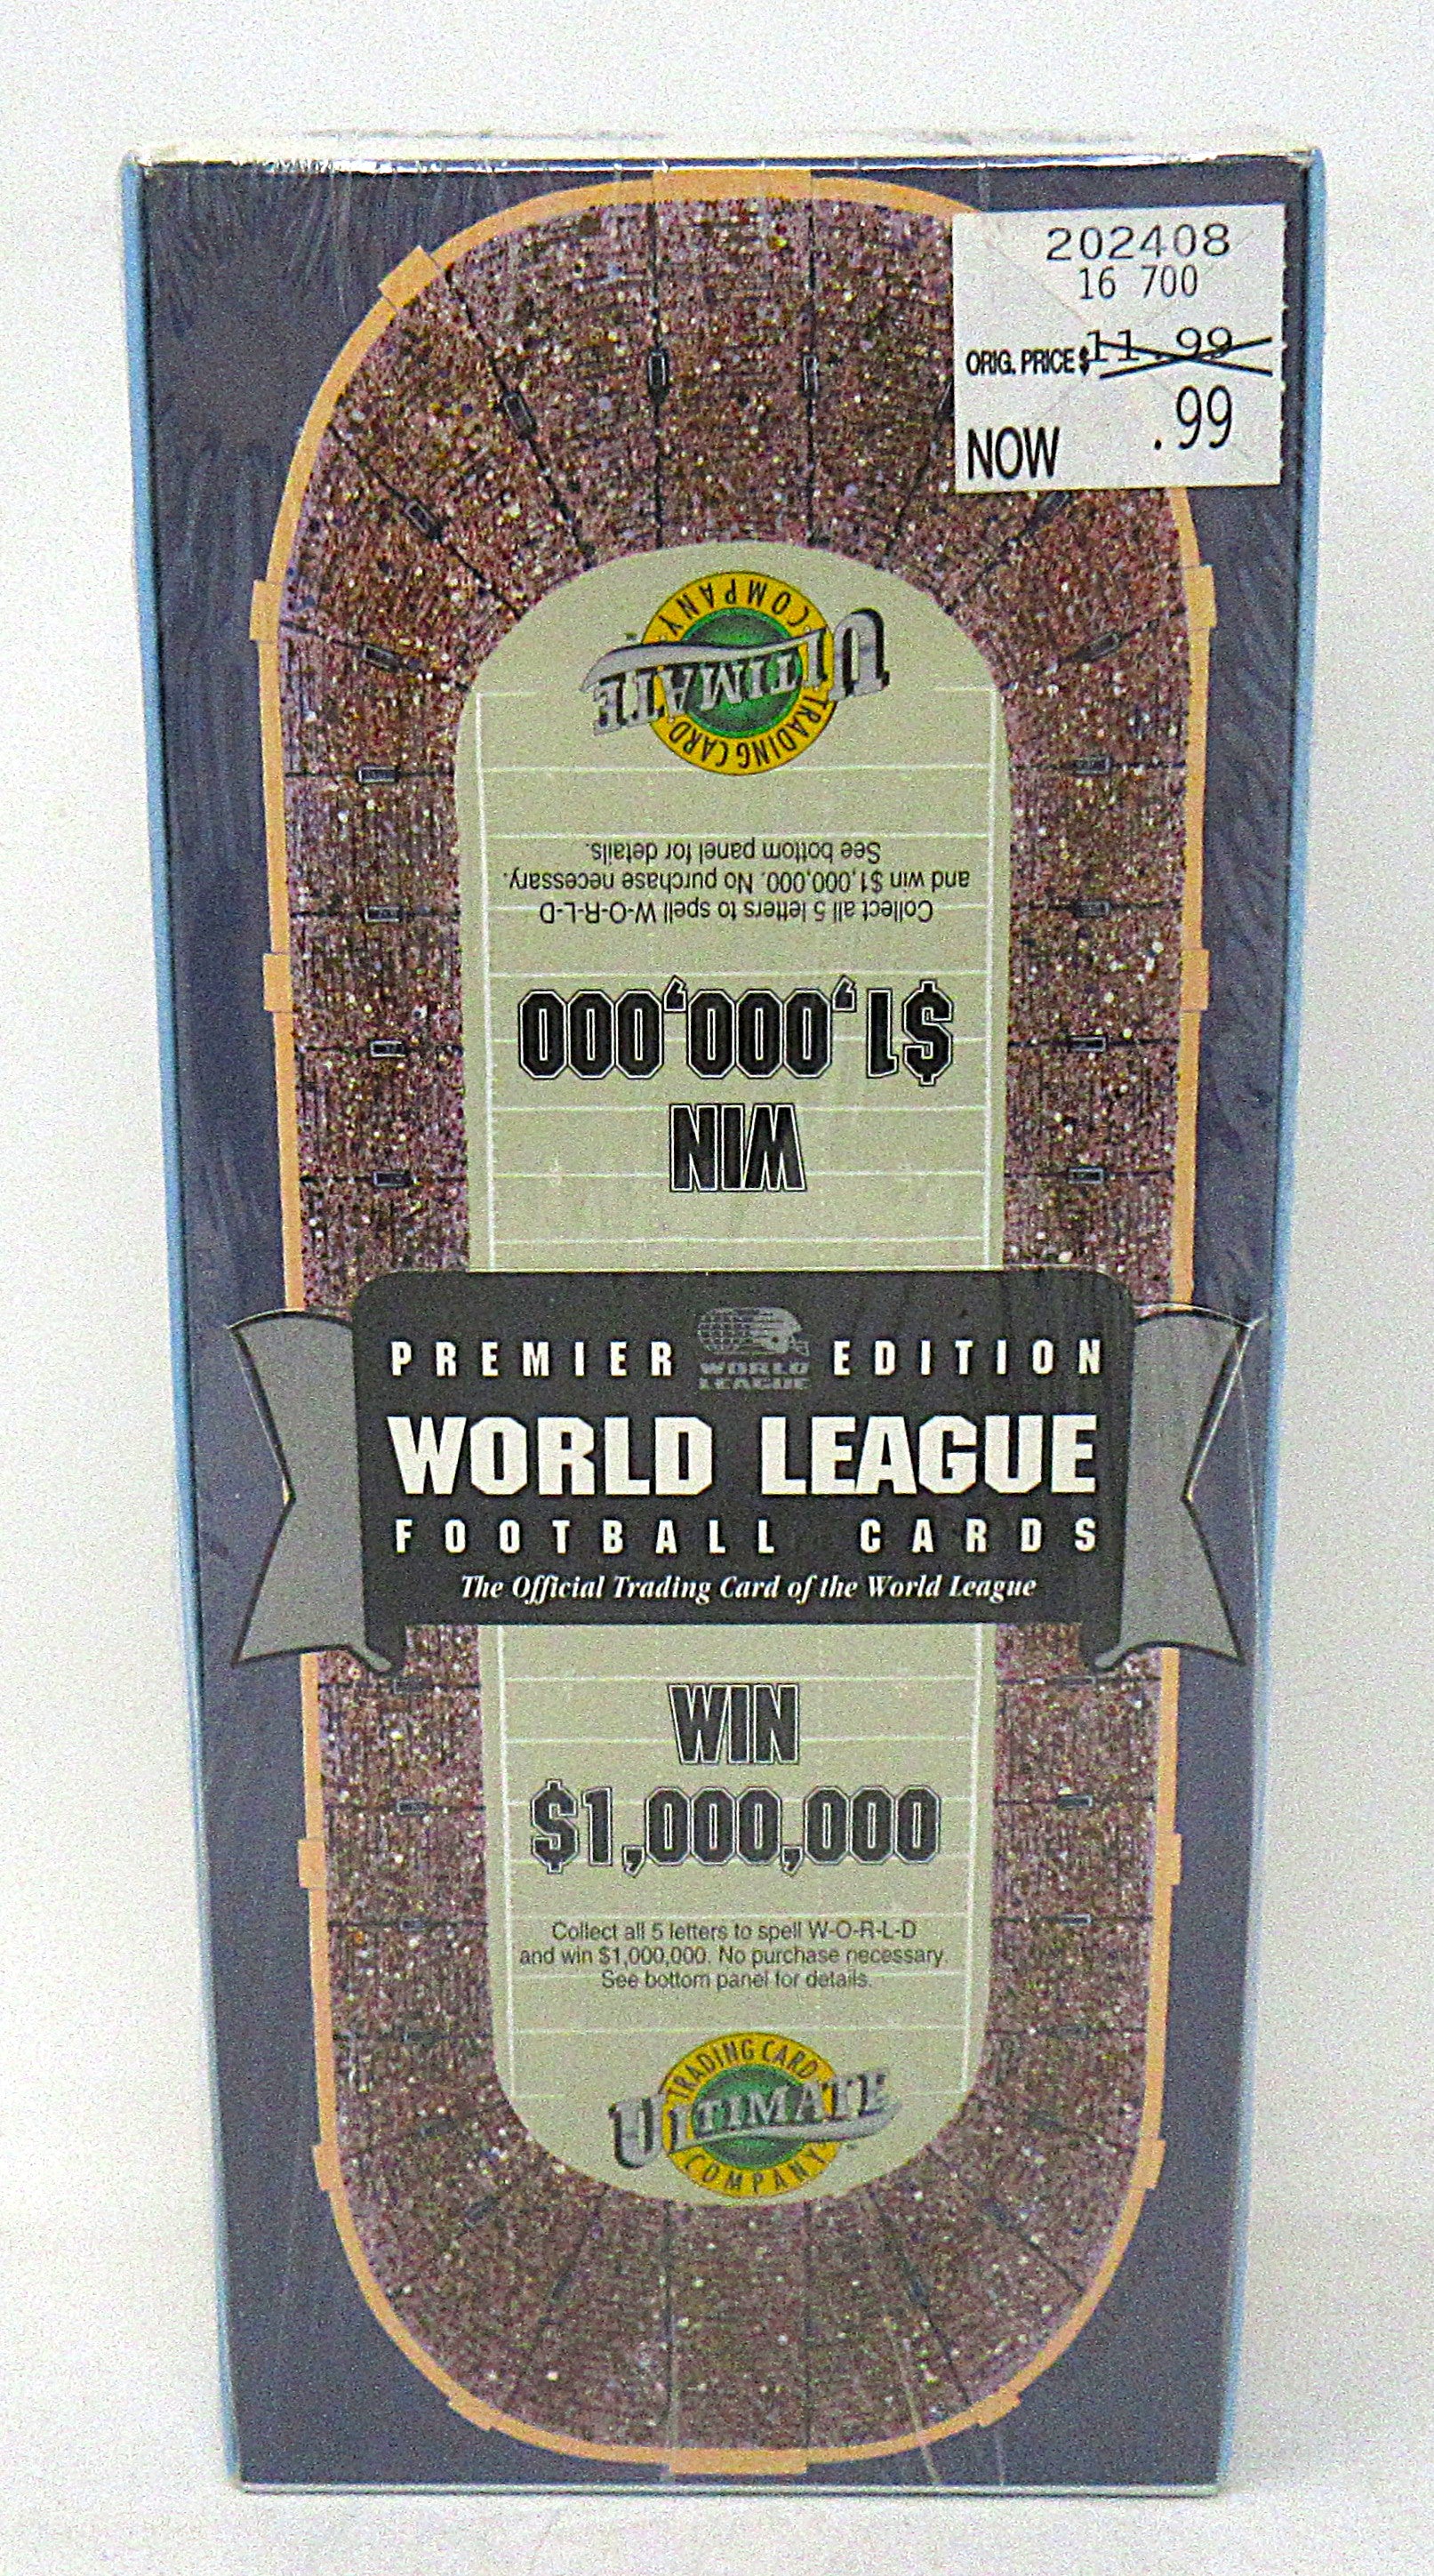 202408
16 700
ORIG. PRICE $11.99
NOW .99
TRADING CARD
ULTIMATE
COMPANY
™
See bottom panel for details.
and win $1,000,000. No purchase necessary.
Collect all 5 letters to spell W-O-R-L-D
$1,000,000
WIN
PREMIER EDITION
WORLD
LEAGUE
WORLD LEAGUE
FOOTBALL CARDS
The Official Trading Card of the World League
WIN
$1,000,000
Collect all 5 letters to spell W-O-R-L-D
and win $1,000,000. No purchase necessary.
See bottom panel for details.
TRADING CARD
ULTIMATE
COMPANY
™